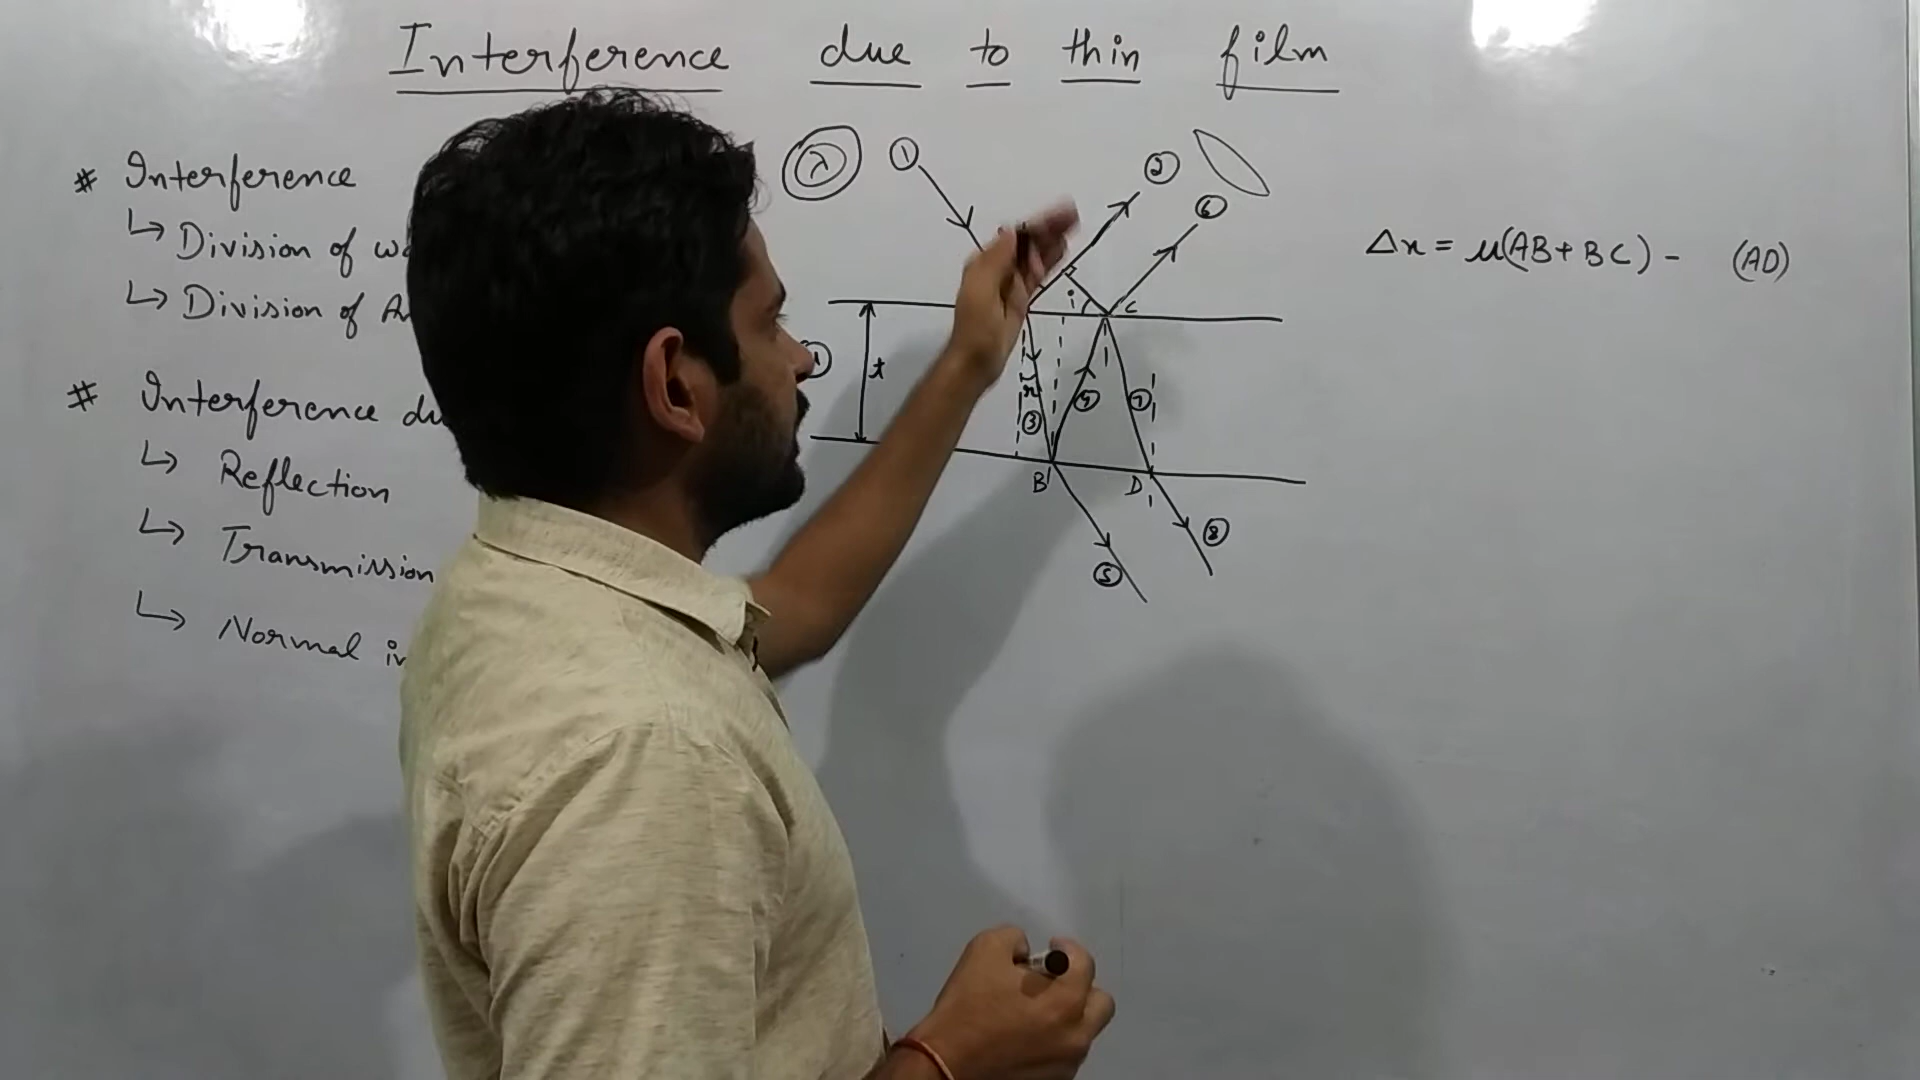 Interference due to thin film
* Interference
↳ Division of
↳ Division of
* Interference
↳ Reflection
↳ Transmission
↳ Normal
λ
1
2
6
Δx = μ(AB + BC) - (AD)
i
C
t
r
3
4
7
B
D
8
5